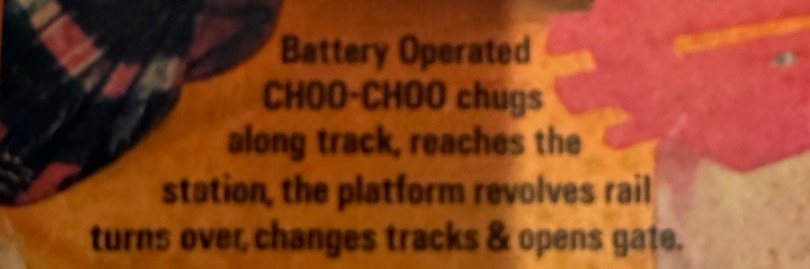 Battery Operated
CHOO-CHOO chugs
along track, reaches the
station, the platform revolves rail
turns over, changes tracks & opens gate.